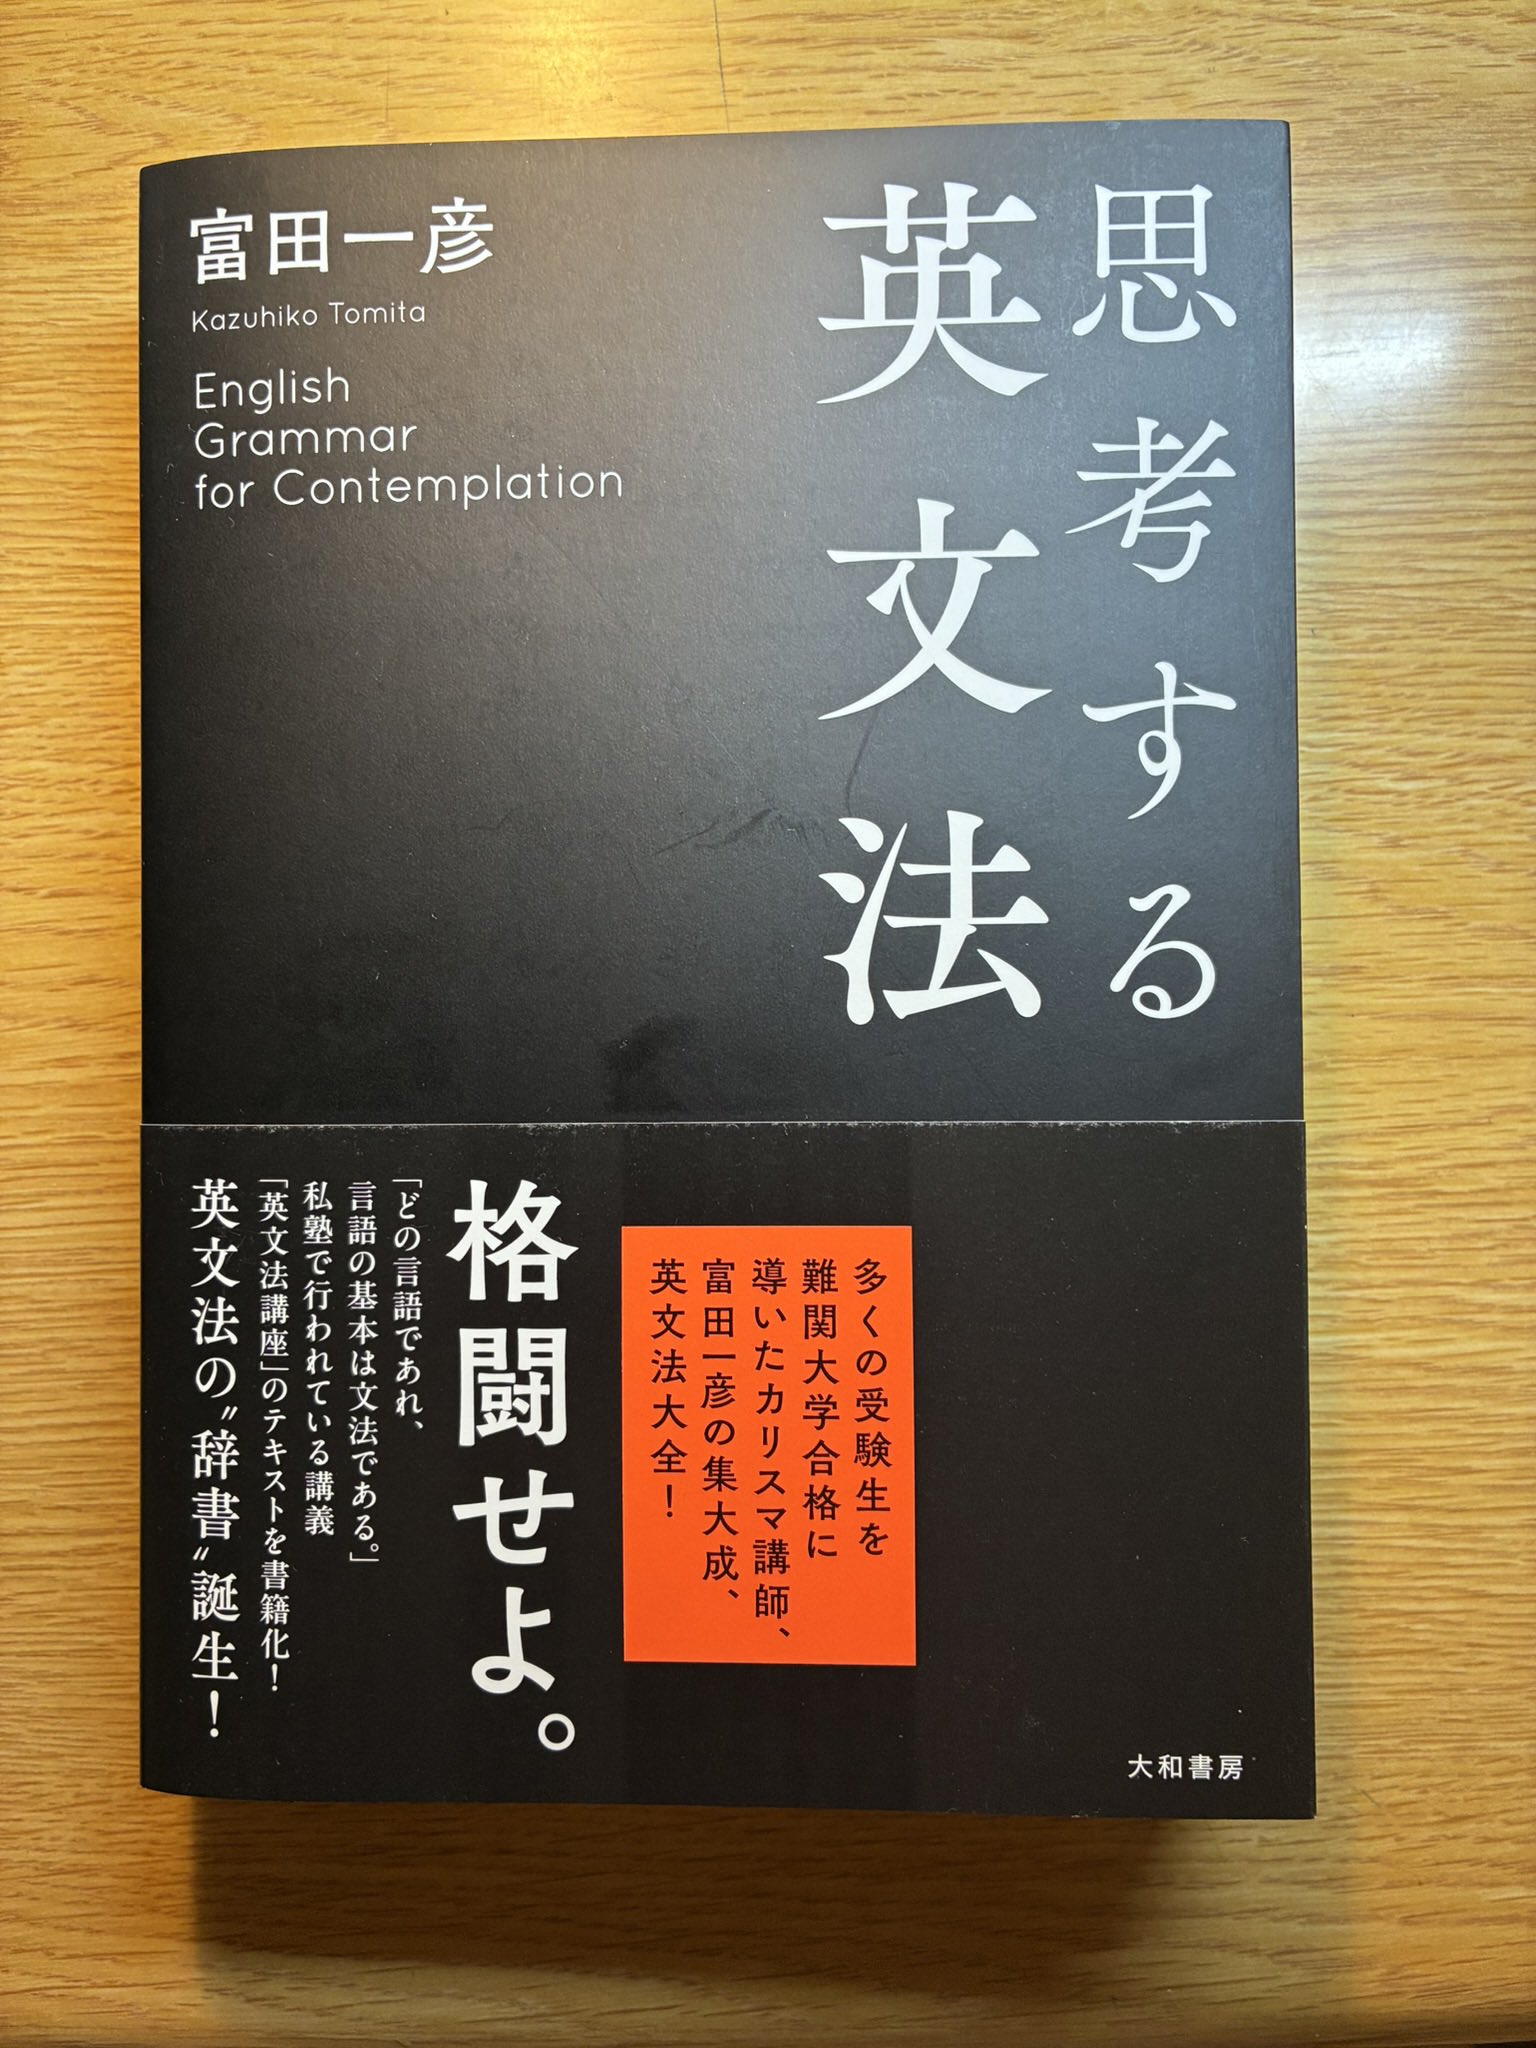 思考する
英文法
富田一彦
Kazuhiko Tomita
English
Grammar
for Contemplation
多くの受験生を
難関大学合格に
導いたカリスマ講師、
富田一彦の集大成、
英文法大全！
格闘せよ。
「どの言語であれ、
言語の基本は文法である。」
私塾で行われている講義
「英文法講座」のテキストを書籍化！
英文法の〝辞書〟誕生！
大和書房